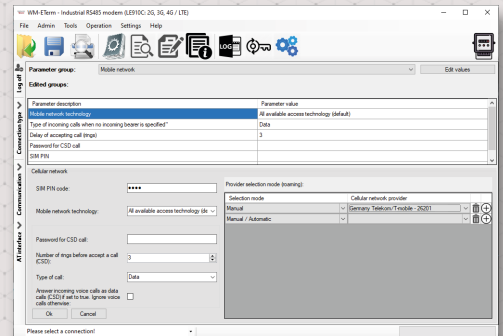 WM-ETerm - Industrial RS485 modem (LE910C: 2G, 3G, 4G / LTE)
File Admin Tools Operation Settings Help
LOG
Log off
Parameter group: Mobile network Edit values
Edited groups:
Connection type
Parameter description Parameter value
Mobile network technology All available access technology (default)
Type of incoming calls when no incoming bearer is specified" Data
Delay of accepting call (rings) 3
Password for CSD call
SIM PIN
Communication
Cellular network
SIM PIN code: ●●●●
Provider selection mode (roaming):
Selection mode Cellular network provider
Manual Germany Telekom/T-mobile - 26201
Mobile network technology: All available access technology (de
Manual / Automatic
AT interface
Password for CSD call:
Number of rings before accept a call
(CSD): 3
Type of call: Data
Answer incoming voice calls as data
calls (CSD) if set to true. Ignore voice
calls otherwise:
Ok Cancel
Please select a connection!